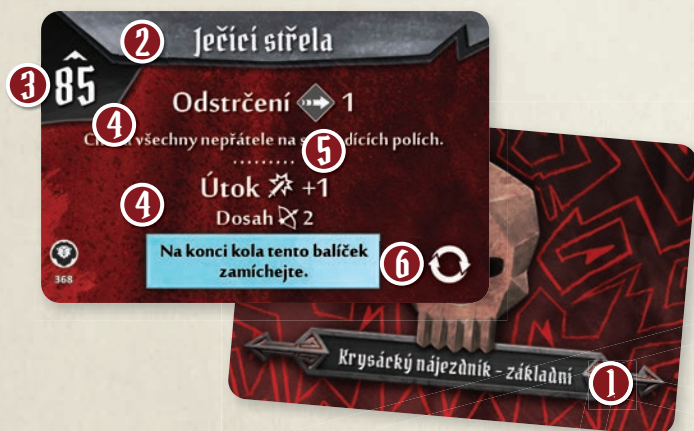 2 Ječící střela
3 85
Odstrčení 1
4
všechny nepřátele na polích.
5
4 Útok +1
Dosah 2
Na konci kola tento balíček
zamíchejte.
6
368
Krysácký nájezdník - základní 1